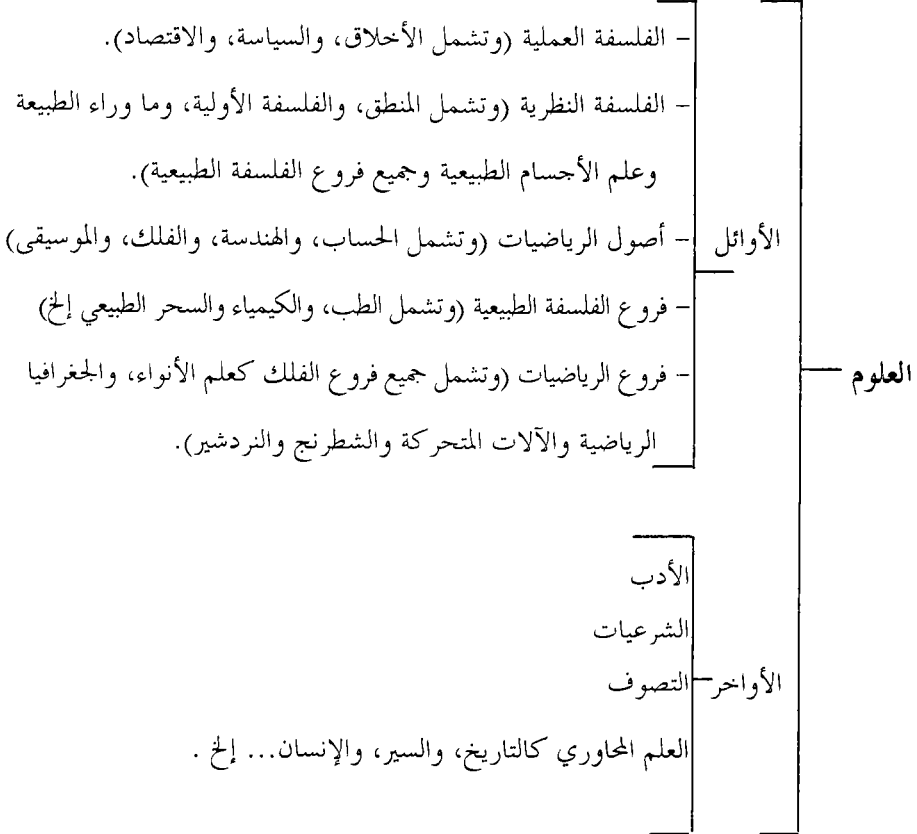 - الفلسفة العملية (وتشمل الأخلاق، والسياسة، والاقتصاد).
- الفلسفة النظرية (وتشمل المنطق، والفلسفة الأولية، وما وراء الطبيعة
وعلم الأجسام الطبيعية وجميع فروع الفلسفة الطبيعية).
الأوائل
- أصول الرياضيات (وتشمل الحساب، والهندسة، والفلك، والموسيقى)
- فروع الفلسفة الطبيعية (وتشمل الطب، والكيمياء والسحر الطبيعي إلخ)
العلوم
- فروع الرياضيات (وتشمل جميع فروع الفلك كعلم الأنواء، والجغرافيا
الرياضية والآلات المتحركة والشطرنج والنردشير).
الأدب
الشرعيات
الأواخر
التصوف
العلم المحاوري كالتاريخ، والسير، والإنسان... إلخ .